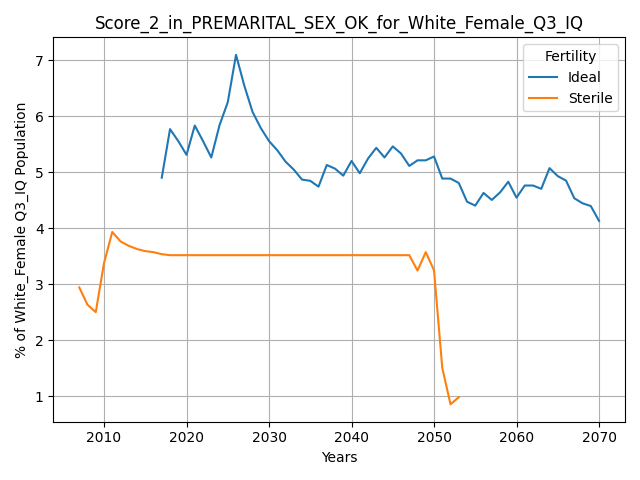 Score_2_in_PREMARITAL_SEX_OK_for_White_Female_Q3_IQ
% of White_Female Q3_IQ Population
7
6
5
4
3
2
1
Fertility
Ideal
Sterile
2010 2020 2030 2040 2050 2060 2070
Years